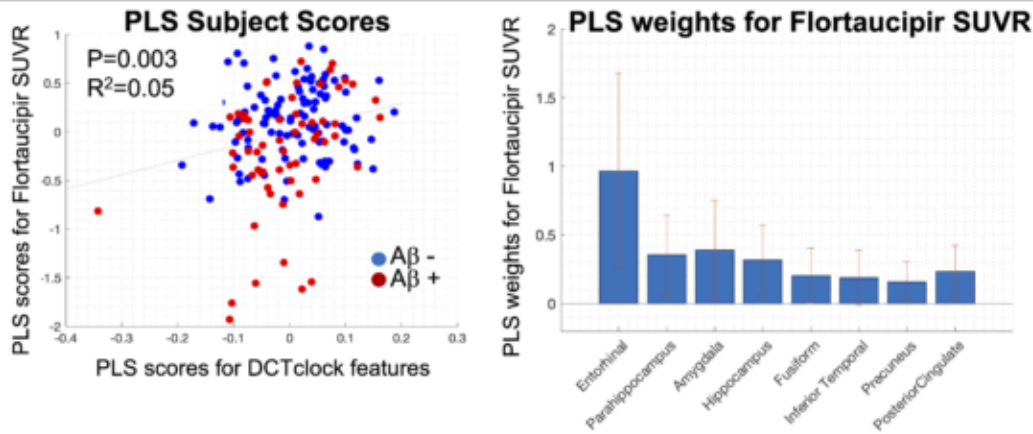 PLS Subject Scores
P=0.003
R²=0.05
PLS scores for Flortaucipir SUVR
1
0.5
0
-0.5
-1
-1.5
-2
-0.4 -0.3 -0.2 -0.1 0 0.1 0.2 0.3
PLS scores for DCTclock features
Aβ -
Aβ +
PLS weights for Flortaucipir SUVR
PLS weights for Flortaucipir SUVR
2
1.5
1
0.5
0
Entorhinal
Parahippocampus
Amygdala
Hippocampus
Fusiform
Inferior Temporal
Precuneus
PosteriorCingulate